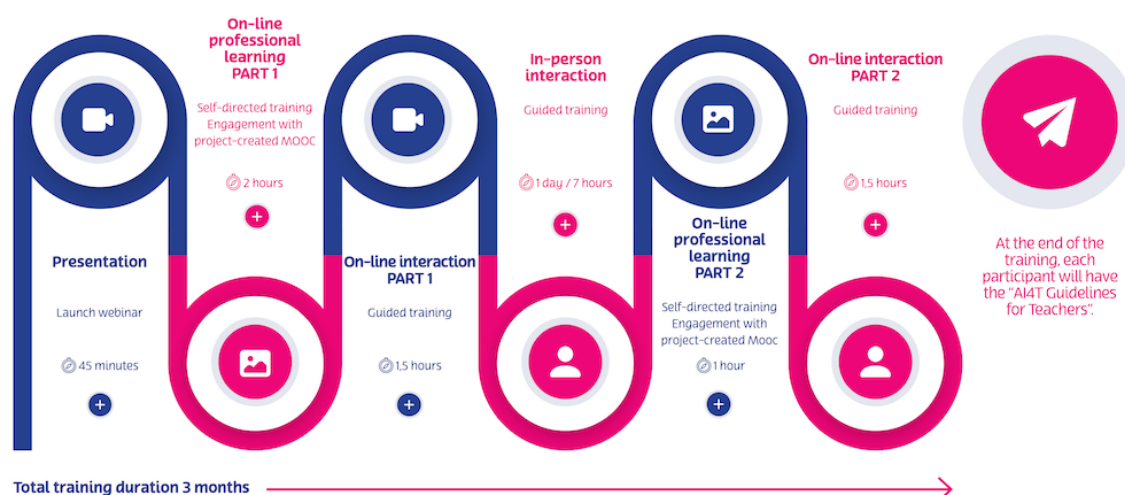 Presentation
Launch webinar
45 minutes
On-line
professional
learning
PART 1
Self-directed training
Engagement with
project-created MOOC
2 hours
On-line interaction
PART 1
Guided training
1,5 hours
In-person
interaction
Guided training
1 day / 7 hours
On-line
professional
learning
PART 2
Self-directed training
Engagement with
project-created Mooc
1 hour
On-line interaction
PART 2
Guided training
1,5 hours
At the end of the
training, each
participant will have
the "AI4T Guidelines
for Teachers".
Total training duration 3 months